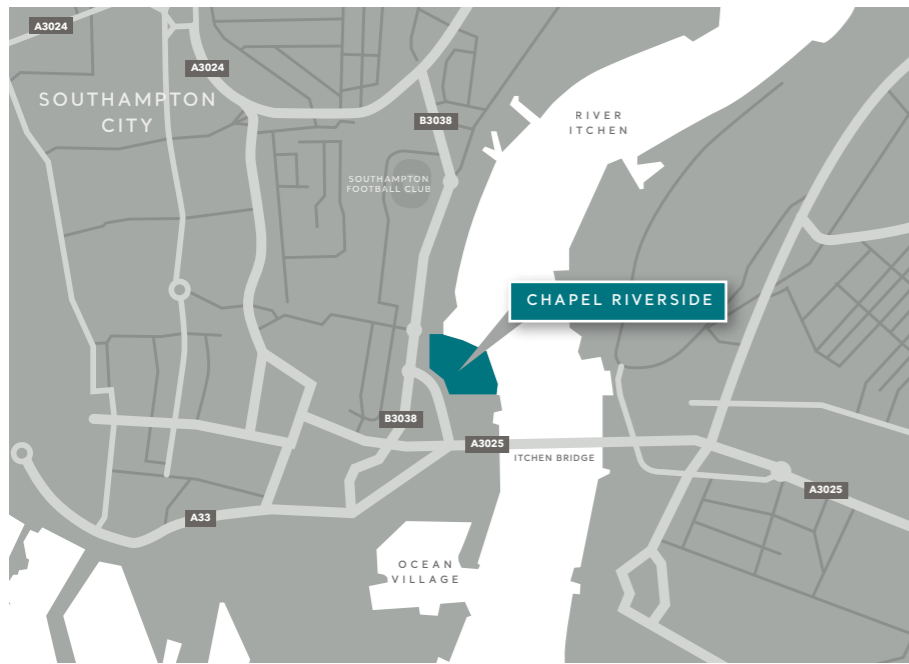 A3024
A3024
SOUTHAMPTON
CITY
B3038
RIVER
ITCHEN
SOUTHAMPTON
FOOTBALL CLUB
CHAPEL RIVERSIDE
B3038
A3025
ITCHEN BRIDGE
A3025
A33
OCEAN
VILLAGE